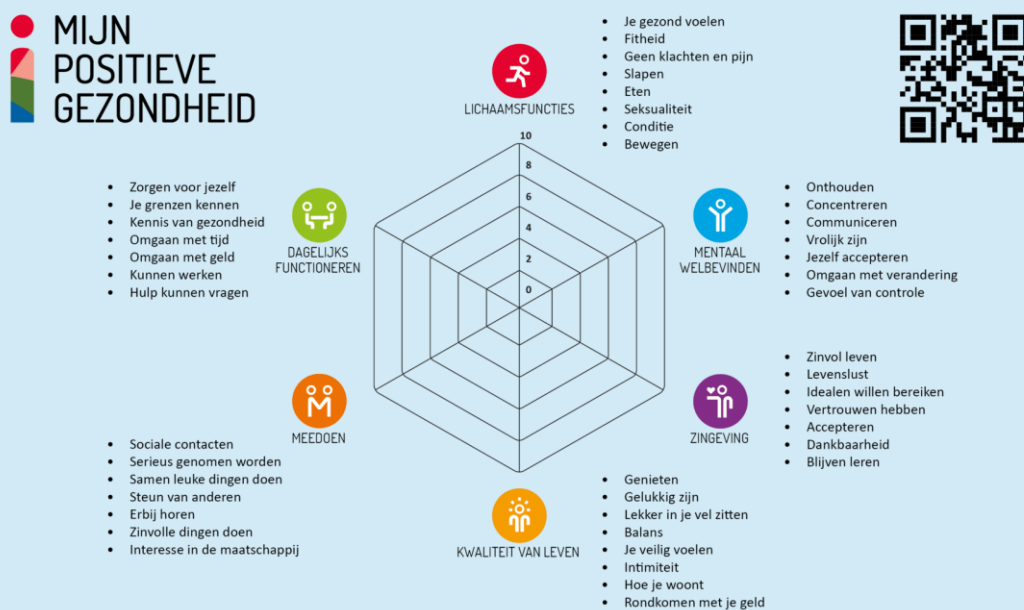 MIJN
POSITIEVE
GEZONDHEID
LICHAAMSFUNCTIES
• Je gezond voelen
• Fitheid
• Geen klachten en pijn
• Slapen
• Eten
• Seksualiteit
• Conditie
• Bewegen
10
8
6
4
2
0
• Zorgen voor jezelf
• Je grenzen kennen
• Kennis van gezondheid
• Omgaan met tijd
• Omgaan met geld
• Kunnen werken
• Hulp kunnen vragen
DAGELIJKS
FUNCTIONEREN
MENTAAL
WELBEVINDEN
• Onthouden
• Concentreren
• Communiceren
• Vrolijk zijn
• Jezelf accepteren
• Omgaan met verandering
• Gevoel van controle
MEEDOEN
• Sociale contacten
• Serieus genomen worden
• Samen leuke dingen doen
• Steun van anderen
• Erbij horen
• Zinvolle dingen doen
• Interesse in de maatschappij
ZINGEVING
• Zinvol leven
• Levenslust
• Idealen willen bereiken
• Vertrouwen hebben
• Accepteren
• Dankbaarheid
• Blijven leren
KWALITEIT VAN LEVEN
• Genieten
• Gelukkig zijn
• Lekker in je vel zitten
• Balans
• Je veilig voelen
• Intimiteit
• Hoe je woont
• Rondkomen met je geld